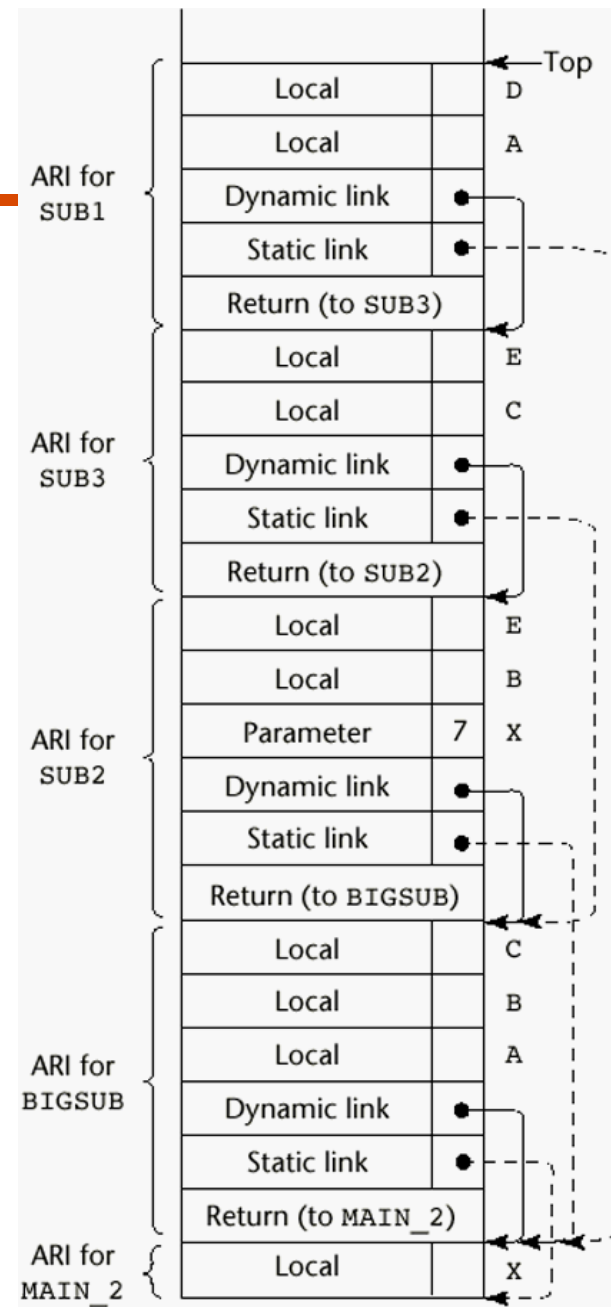 Top
Local D
Local A
ARI for
SUB1
Dynamic link
Static link
Return (to SUB3)
Local E
Local C
ARI for
SUB3
Dynamic link
Static link
Return (to SUB2)
Local E
Local B
ARI for
SUB2
Parameter 7 X
Dynamic link
Static link
Return (to BIGSUB)
Local C
Local B
Local A
ARI for
BIGSUB
Dynamic link
Static link
Return (to MAIN_2)
ARI for
MAIN_2
Local X